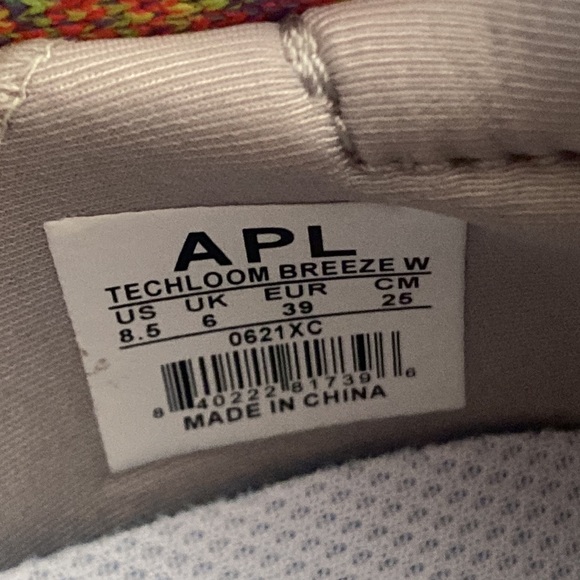 APL
TECHLOOM BREEZE W
US UK EUR CM
8.5 6 39 25
0621XC
8 40222 81739 6
MADE IN CHINA